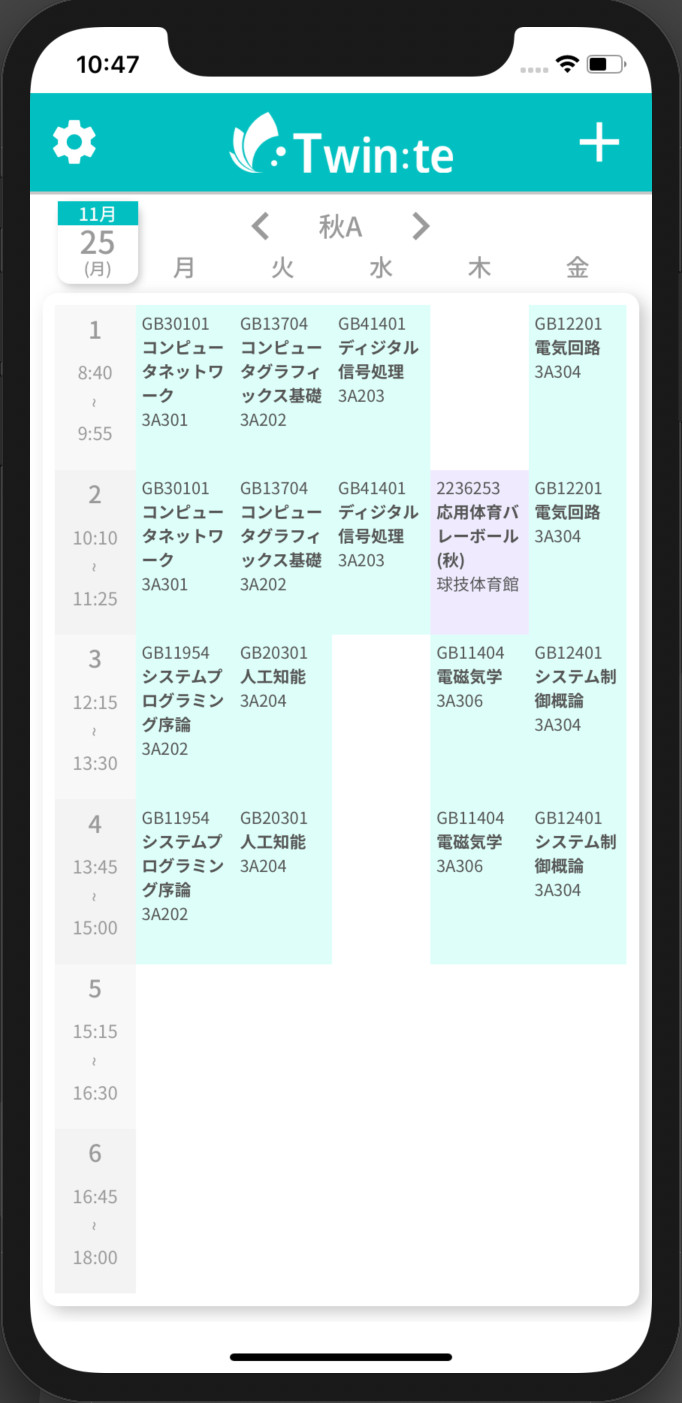 10:47
Twin:te
11月
25
(月)
秋A
月 火 水 木 金
1
8:40
~
9:55
GB30101
コンピュー
タネットワ
ーク
3A301
GB13704
コンピュー
タグラフィ
ックス基礎
3A202
GB41401
ディジタル
信号処理
3A203
GB12201
電気回路
3A304
2
10:10
~
11:25
GB30101
コンピュー
タネットワ
ーク
3A301
GB13704
コンピュー
タグラフィ
ックス基礎
3A202
GB41401
ディジタル
信号処理
3A203
2236253
応用体育バ
レーボール
(秋)
球技体育館
GB12201
電気回路
3A304
3
12:15
~
13:30
GB11954
システムプ
ログラミン
グ序論
3A202
GB20301
人工知能
3A204
GB11404
電磁気学
3A306
GB12401
システム制
御概論
3A304
4
13:45
~
15:00
GB11954
システムプ
ログラミン
グ序論
3A202
GB20301
人工知能
3A204
GB11404
電磁気学
3A306
GB12401
システム制
御概論
3A304
5
15:15
~
16:30
6
16:45
~
18:00